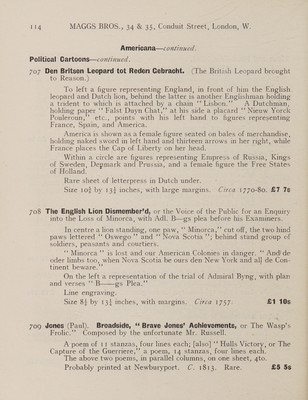 114 MAGGS BROS., 34 & 35, Conduit Street, London, W.
Americana—continued.
Political Cartoons—continued.
707 Den Britson Leopard tot Reden Gebracht. (The British Leopard brought
to Reason.)
To left a figure representing England, in front of him the English
leopard and Dutch lion, behind the latter is another Englishman holding
a trident to which is attached by a chain "Lisbon." A Dutchman,
holding paper "Falst Dsyn Chat," at his side a placard "Nieuw Yorck
Pouleroun," etc., points with his left hand to figures representing
France, Spain, and America.
America is shown as a female figure seated on bales of merchandise,
holding naked sword in left hand and thirteen arrows in her right, while
France places the Cap of Liberty on her head.
Within a circle are figures representing Empress of Russia, Kings
of Sweden, Denmark and Prussia, and a female figure the Free States
of Holland.
Rare sheet of letterpress in Dutch under.
Size 10⅝ by 13¼ inches, with large margins. Circa 1779-80. £7 7s
708 The English Lion Dismember'd, or the Voice of the Public for an Enquiry
into the Loss of Minorca, with Adl. B—gs plea before his Examiners.
In centre a lion standing, one paw, "Minorca," cut off, the two hind
paws lettered "Oswego" and "Nova Scotia"; behind stand group of
soldiers, peasants and courtiers.
"Minorca" is lost and our American Colonies in danger. "And de
oder limbs too, when Nova Scotia be ours den New York and all de Con-
tinent beware."
On the left a representation of the trial of Admiral Byng, with plan
and verses "B——gs Plea."
Line engraving.
Size 8¾ by 13¼ inches, with margins. Circa 1757. £1 10s
709 Jones (Paul). Broadside, "Brave Jones' Achievements, or The Wasp's
Frolic." Composed by the unfortunate Mr. Russell.
A poem of 11 stanzas, four lines each; [also] "Hulls Victory, or The
Capture of the Guerriere," a poem, 14 stanzas, four lines each.
The above two poems, in parallel columns, on one sheet, 4to.
Probably printed at Newburyport. C. 1813. Rare. £5 5s